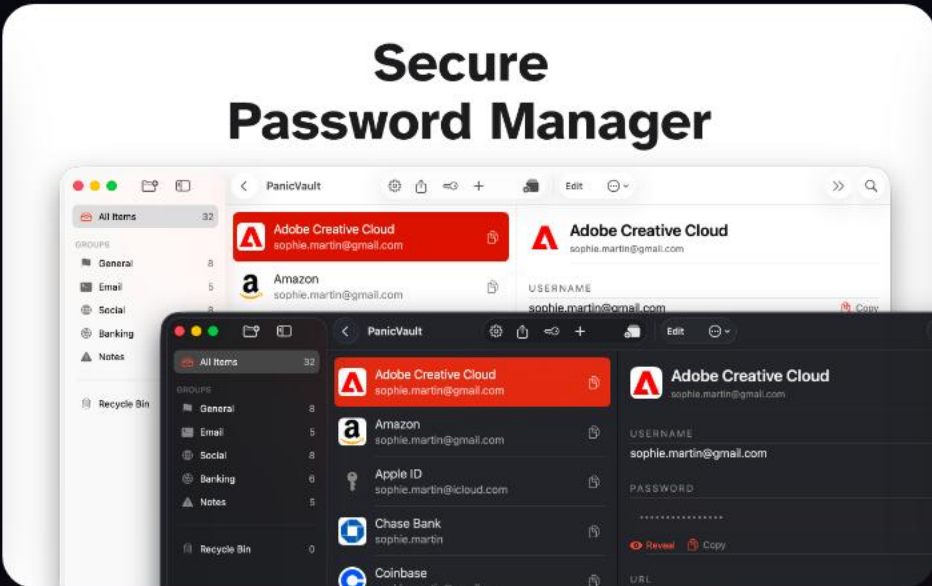 Secure
Password Manager
PanicVault
Edit
All Items 32
GROUPS
General 8
Email 5
Social 8
Banking
Notes
Recycle Bin
Adobe Creative Cloud
sophie.martin@gmail.com
Amazon
sophie.martin@gmail.com
Adobe Creative Cloud
sophie.martin@gmail.com
USERNAME
sophie.martin@gmail.com
Copy
PanicVault
Edit
All Items 32
GROUPS
General 8
Email 5
Social 8
Banking 6
Notes 5
Recycle Bin 0
Adobe Creative Cloud
sophie.martin@gmail.com
Amazon
sophie.martin@gmail.com
Apple ID
sophie.martin@icloud.com
Chase Bank
sophie.martin
Coinbase
Adobe Creative Cloud
sophie.martin@gmail.com
USERNAME
sophie.martin@gmail.com
PASSWORD
Reveal Copy
URL